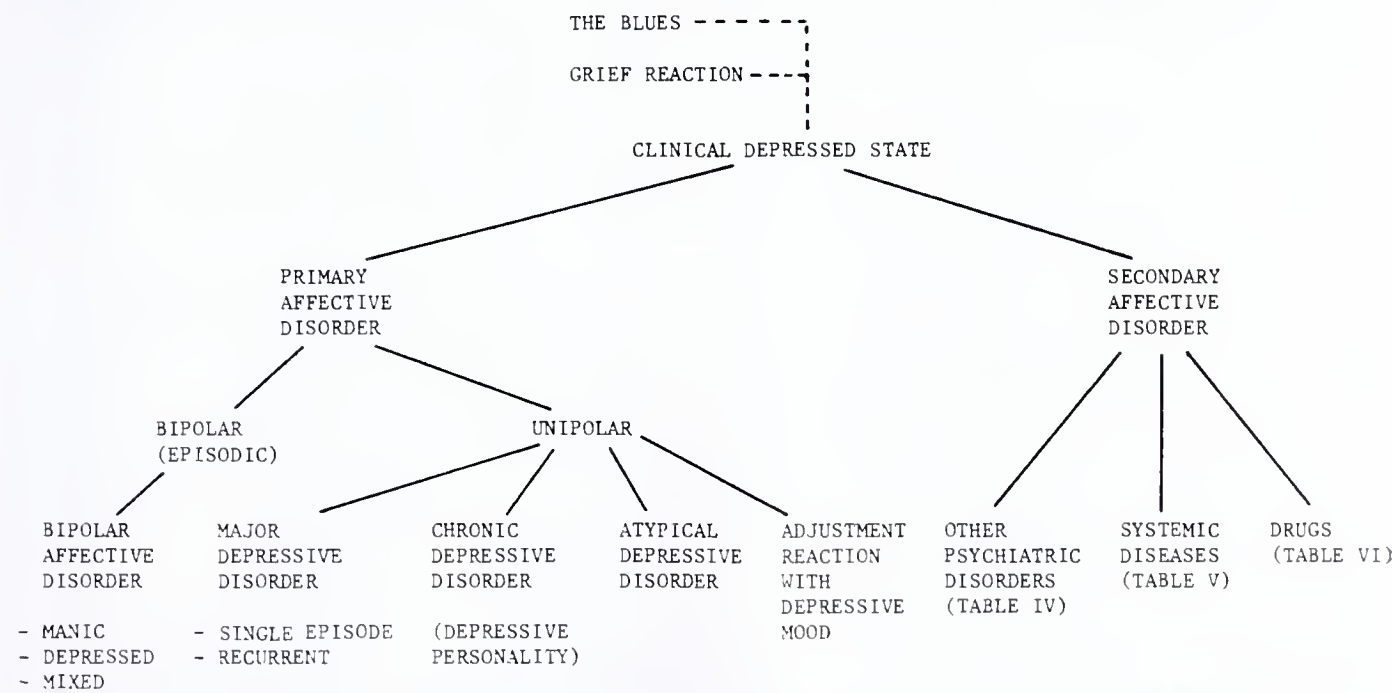 THE BLUES
GRIEF REACTION
CLINICAL DEPRESSED STATE
PRIMARY
AFFECTIVE
DISORDER
SECONDARY
AFFECTIVE
DISORDER
BIPOLAR
(EPISODIC)
UNIPOLAR
BIPOLAR
AFFECTIVE
DISORDER
- MANIC
- DEPRESSED
- MIXED
MAJOR
DEPRESSIVE
DISORDER
- SINGLE EPISODE
- RECURRENT
CHRONIC
DEPRESSIVE
DISORDER
(DEPRESSIVE
PERSONALITY)
ATYPICAL
DEPRESSIVE
DISORDER
ADJUSTMENT
REACTION
WITH
DEPRESSIVE
MOOD
OTHER
PSYCHIATRIC
DISORDERS
(TABLE IV)
SYSTEMIC
DISEASES
(TABLE V)
DRUGS
(TABLE VI)